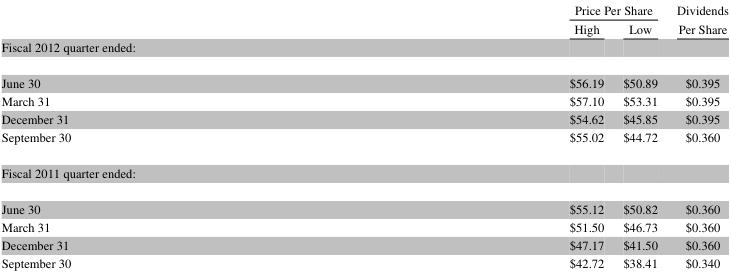 Price Per Share Dividends
High Low Per Share
Fiscal 2012 quarter ended:
June 30 $56.19 $50.89 $0.395
March 31 $57.10 $53.31 $0.395
December 31 $54.62 $45.85 $0.395
September 30 $55.02 $44.72 $0.360
Fiscal 2011 quarter ended:
June 30 $55.12 $50.82 $0.360
March 31 $51.50 $46.73 $0.360
December 31 $47.17 $41.50 $0.360
September 30 $42.72 $38.41 $0.340